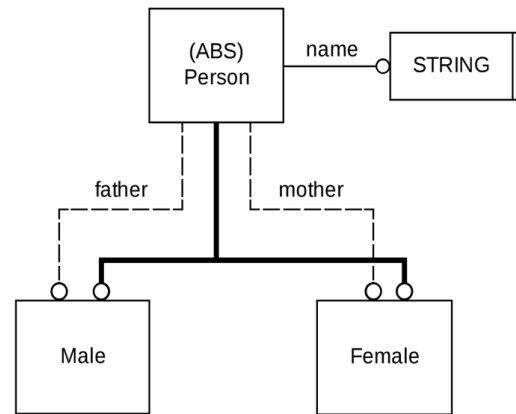 (ABS)
Person
name
STRING
father
mother
Male
Female